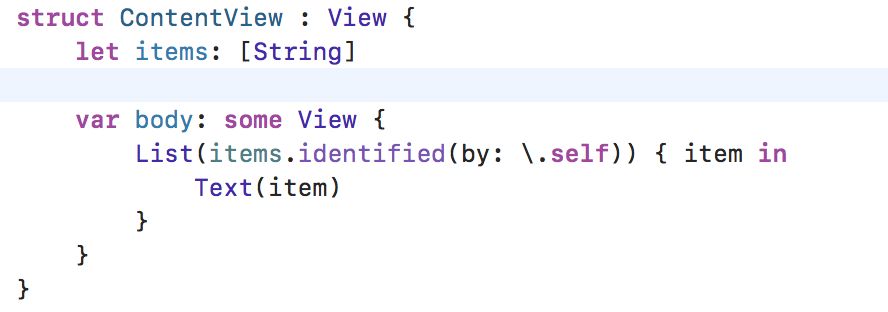 struct ContentView : View {
    let items: [String]

    var body: some View {
        List(items.identified(by: \.self)) { item in
            Text(item)
        }
    }
}